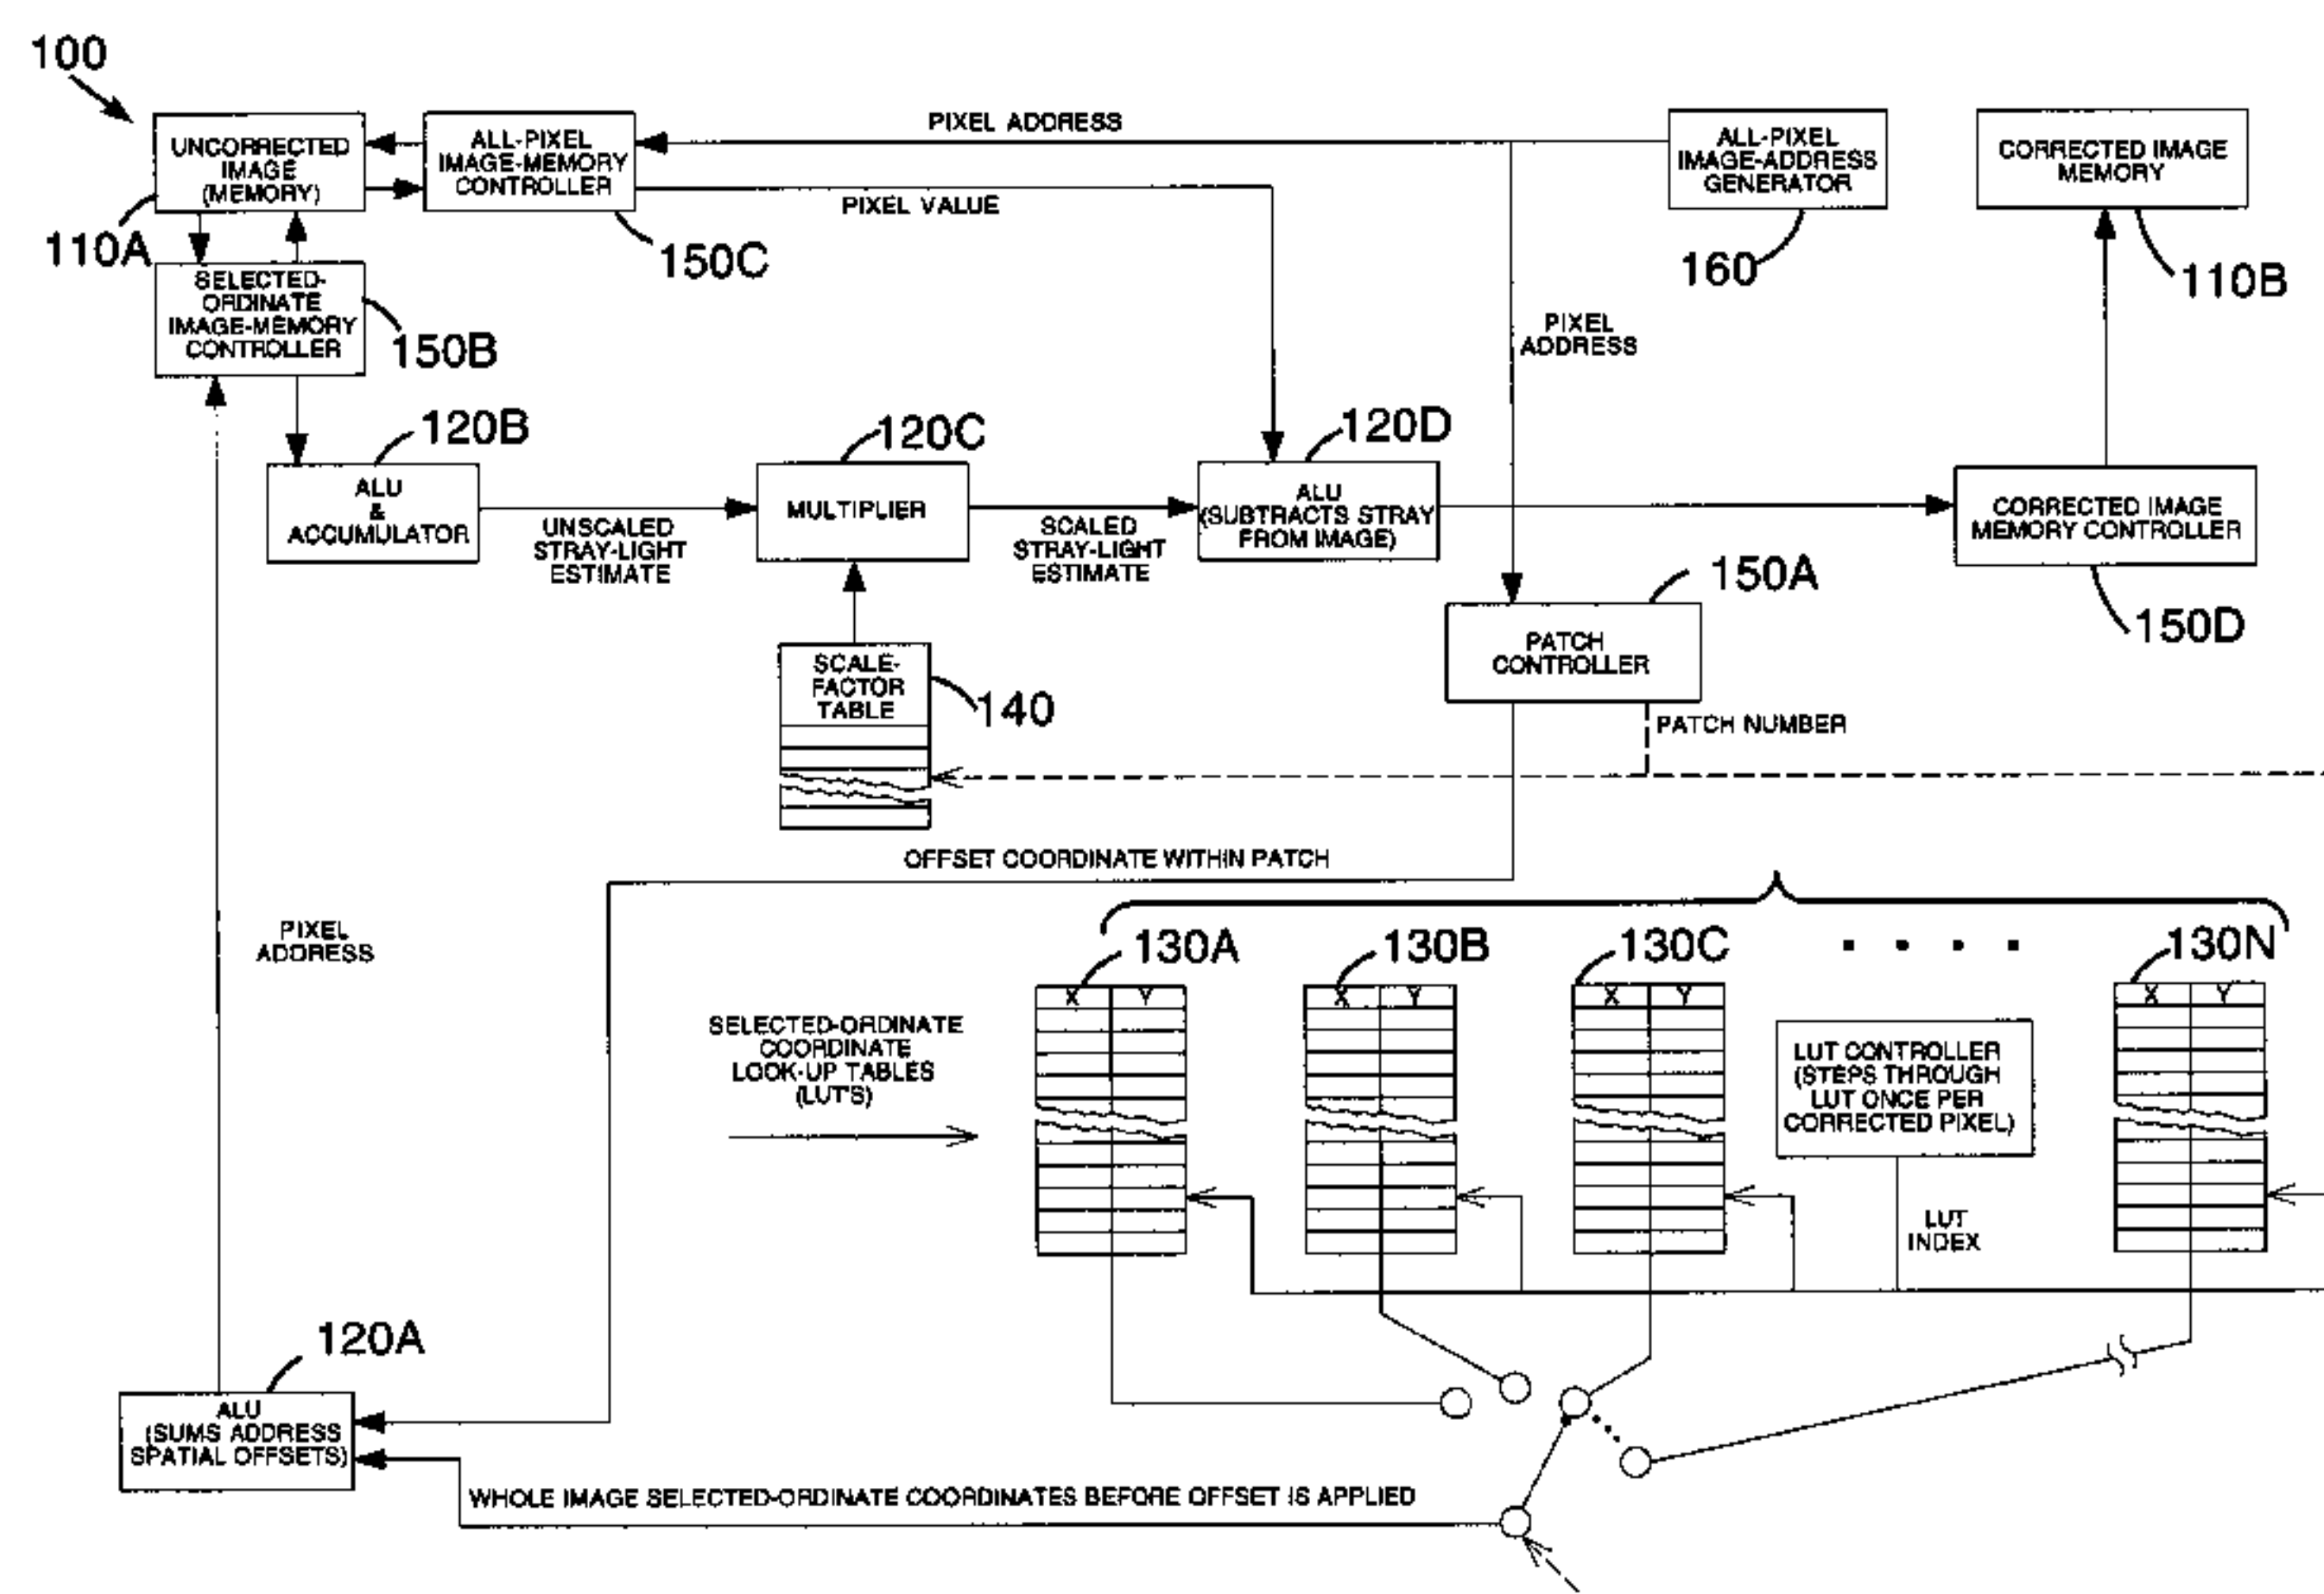 100
UNCORRECTED
IMAGE
(MEMORY)
110A
ALL-PIXEL
IMAGE-MEMORY
CONTROLLER
150C
PIXEL ADDRESS
PIXEL VALUE
ALL-PIXEL
IMAGE-ADDRESS
GENERATOR
160
CORRECTED IMAGE
MEMORY
110B
SELECTED-
ORDINATE
IMAGE-MEMORY
CONTROLLER
150B
PIXEL
ADDRESS
120B
ALU
&
ACCUMULATOR
UNSCALED
STRAY-LIGHT
ESTIMATE
120C
MULTIPLIER
SCALED
STRAY-LIGHT
ESTIMATE
120D
ALU
(SUBTRACTS STRAY
FROM IMAGE)
CORRECTED IMAGE
MEMORY CONTROLLER
150D
150A
PATCH
CONTROLLER
PATCH NUMBER
SCALE-
FACTOR
TABLE
140
OFFSET COORDINATE WITHIN PATCH
PIXEL
ADDRESS
SELECTED-ORDINATE
COORDINATE
LOOK-UP TABLES
(LUT'S)
130A
X Y
130B
X Y
130C
X Y
. . . .
130N
X Y
LUT CONTROLLER
(STEPS THROUGH
LUT ONCE PER
CORRECTED PIXEL)
LUT
INDEX
120A
ALU
(SUMS ADDRESS
SPATIAL OFFSETS)
WHOLE IMAGE SELECTED-ORDINATE COORDINATES BEFORE OFFSET IS APPLIED